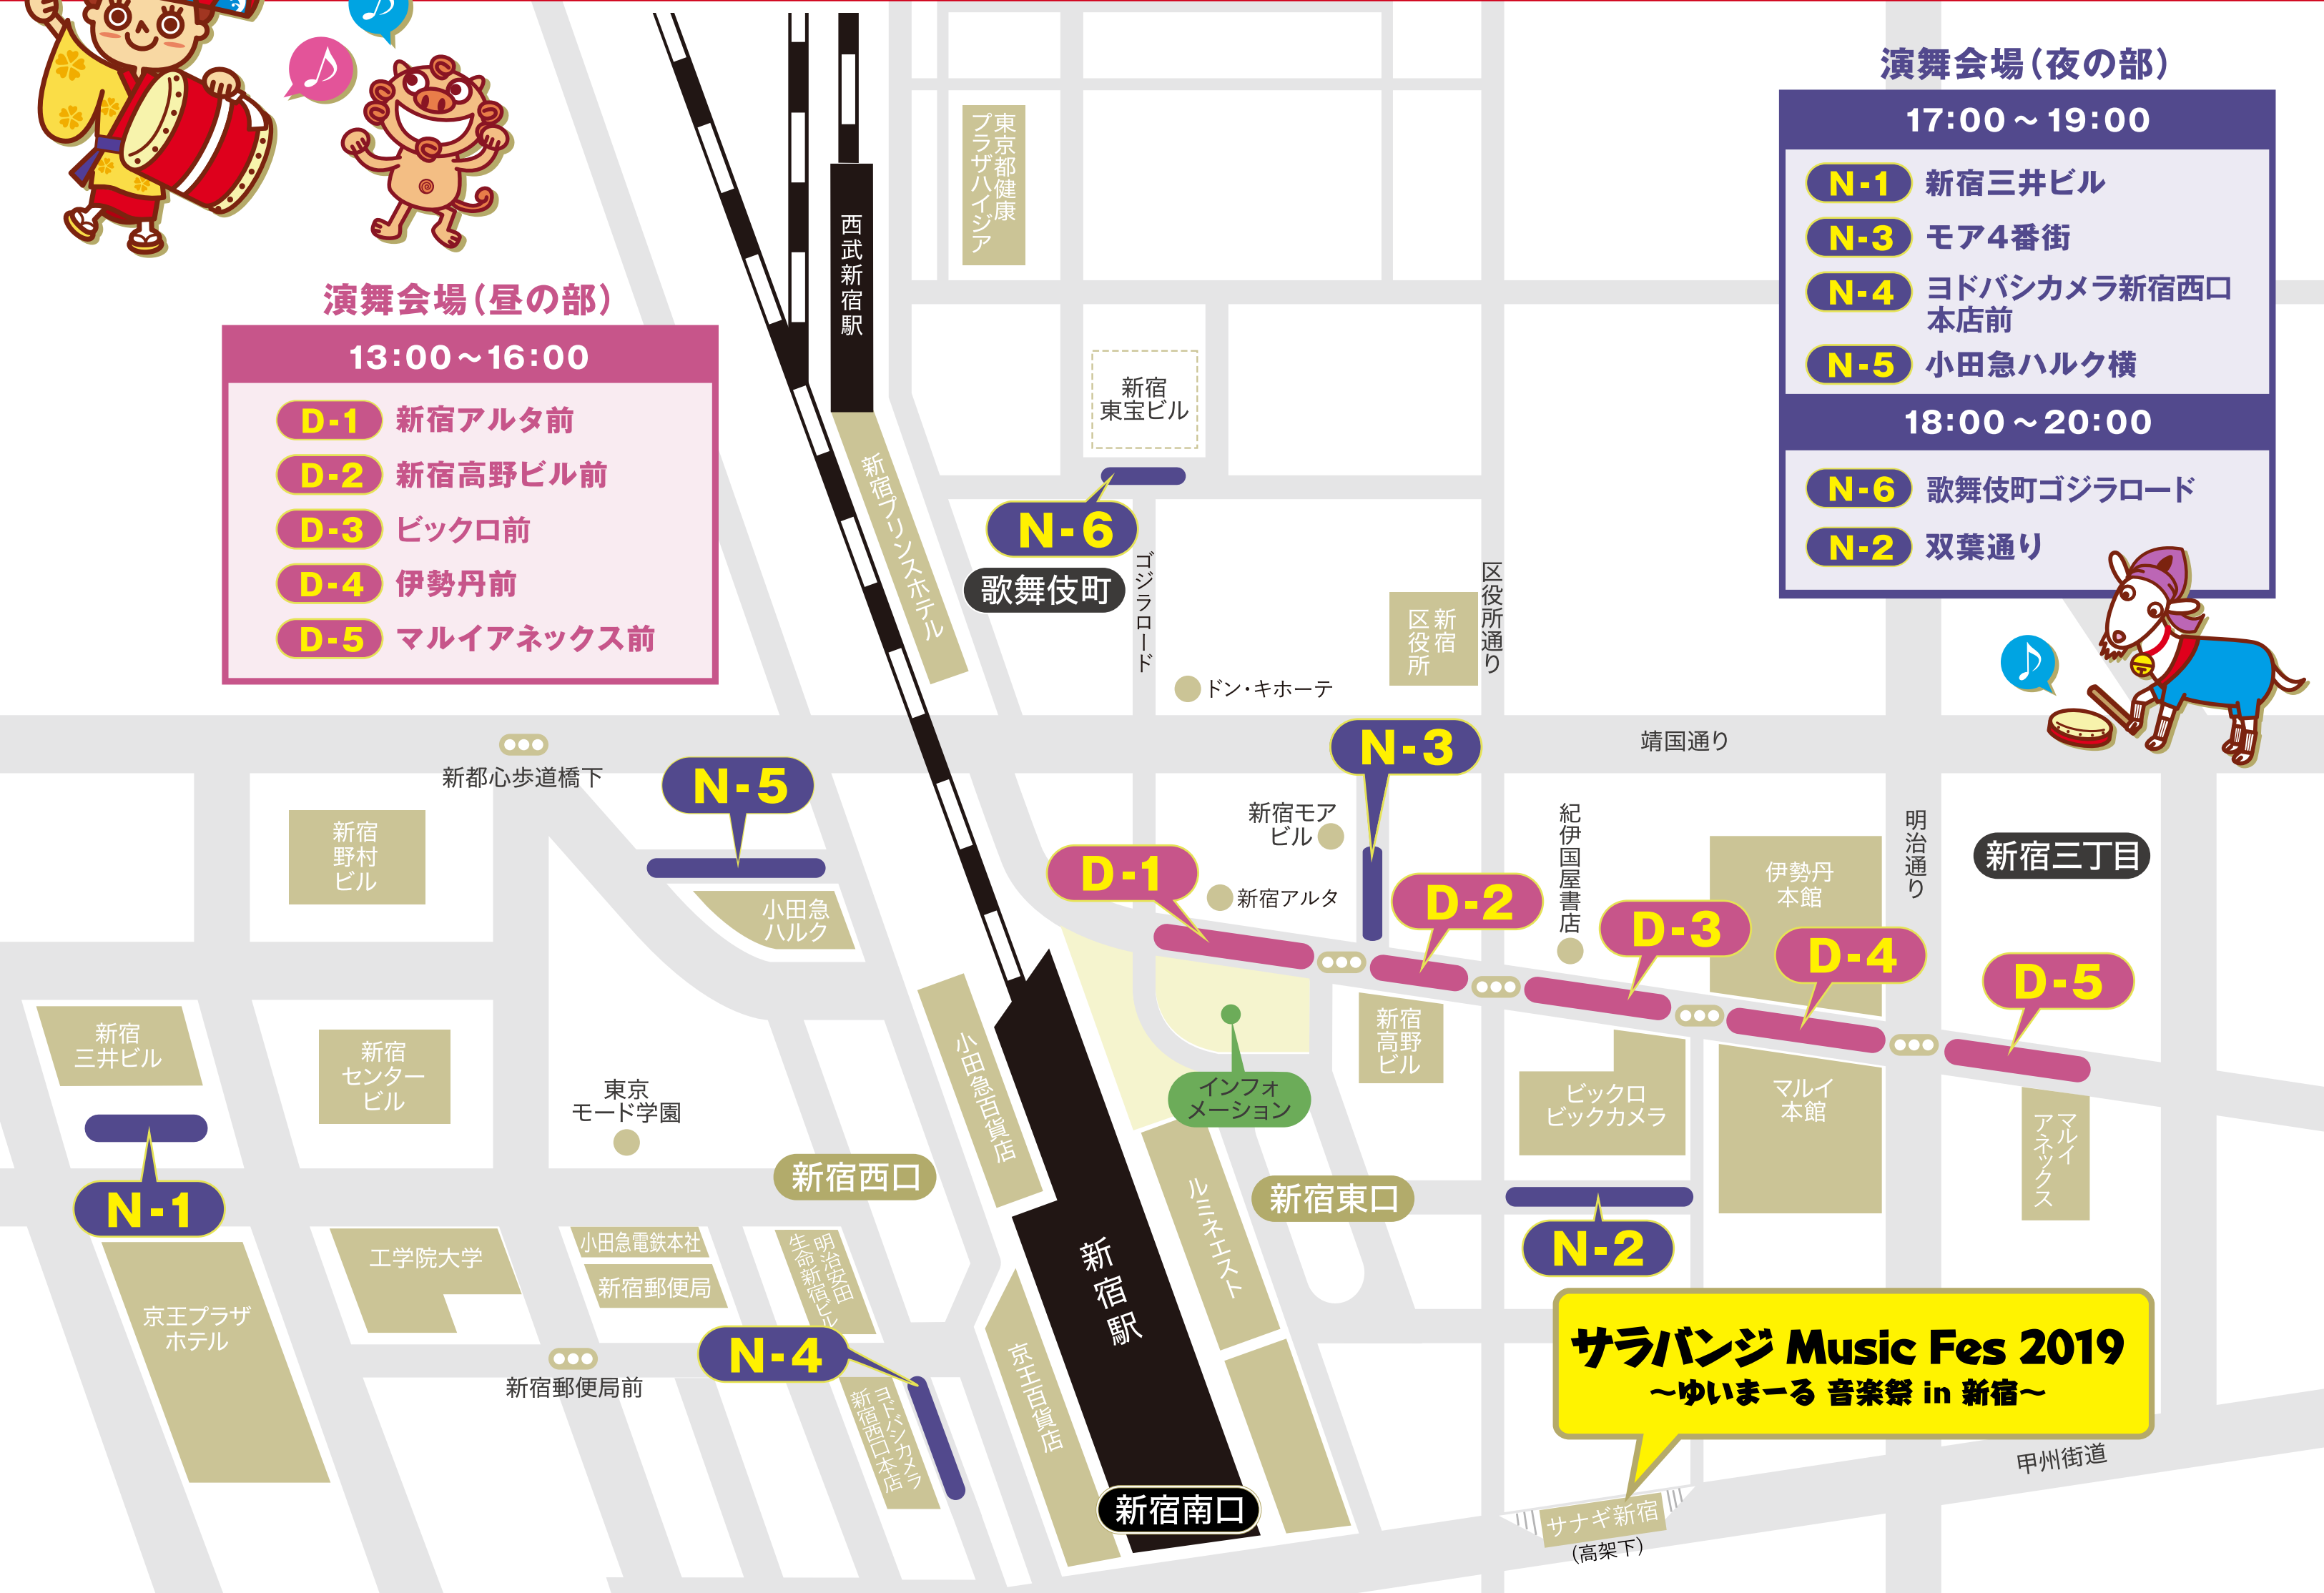 演舞会場(昼の部)
13:00～16:00
D-1 新宿アルタ前
D-2 新宿高野ビル前
D-3 ビックロ前
D-4 伊勢丹前
D-5 マルイアネックス前
演舞会場(夜の部)
17:00～19:00
N-1 新宿三井ビル
N-3 モア4番街
N-4 ヨドバシカメラ新宿西口
本店前
N-5 小田急ハルク横
18:00～20:00
N-6 歌舞伎町ゴジラロード
N-2 双葉通り
東京都健康
プラザハイジア
西武新宿駅
新宿
東宝ビル
新宿プリンスホテル
N-6
歌舞伎町
ゴジラロード
新宿
区役所
区役所通り
ドン・キホーテ
靖国通り
新都心歩道橋下
N-5
N-3
新宿
野村
ビル
小田急
ハルク
新宿モア
ビル
新宿アルタ
紀伊国屋書店
伊勢丹
本館
明治通り
新宿三丁目
D-1
D-2
D-3
D-4
D-5
新宿
三井ビル
新宿
センター
ビル
東京
モード学園
小田急百貨店
インフォ
メーション
新宿
高野
ビル
ビックロ
ビックカメラ
マルイ
本館
マルイ
アネックス
N-1
新宿西口
新宿東口
ルミネエスト
新宿駅
N-2
工学院大学
小田急電鉄本社
新宿郵便局
明治安田
生命新宿ビル
京王プラザ
ホテル
N-4
新宿郵便局前
ヨドバシカメラ
新宿西口本店
京王百貨店
新宿南口
サラバンジ Music Fes 2019
～ゆいまーる 音楽祭 in 新宿～
甲州街道
サナギ新宿
(高架下)